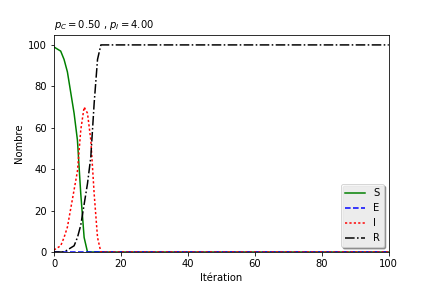 p_C = 0.50 , p_I = 4.00
100
80
60
40
20
0
Nombre
S
E
I
R
0 20 40 60 80 100
Itération